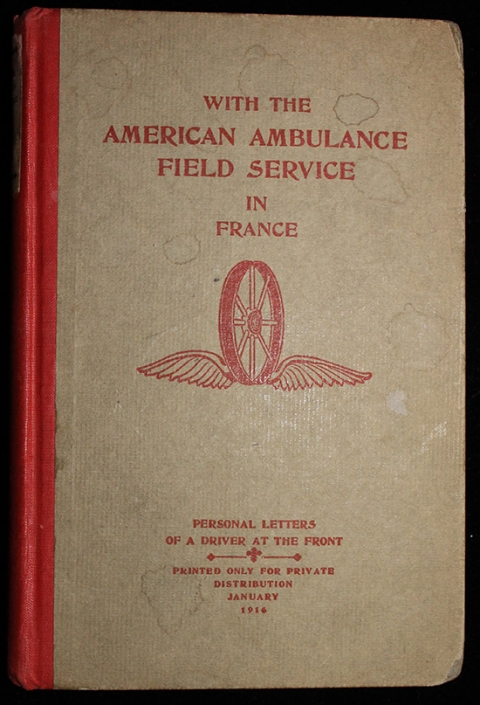 WITH THE
AMERICAN AMBULANCE
FIELD SERVICE
IN
FRANCE
PERSONAL LETTERS
OF A DRIVER AT THE FRONT
PRINTED ONLY FOR PRIVATE
DISTRIBUTION
JANUARY
1916